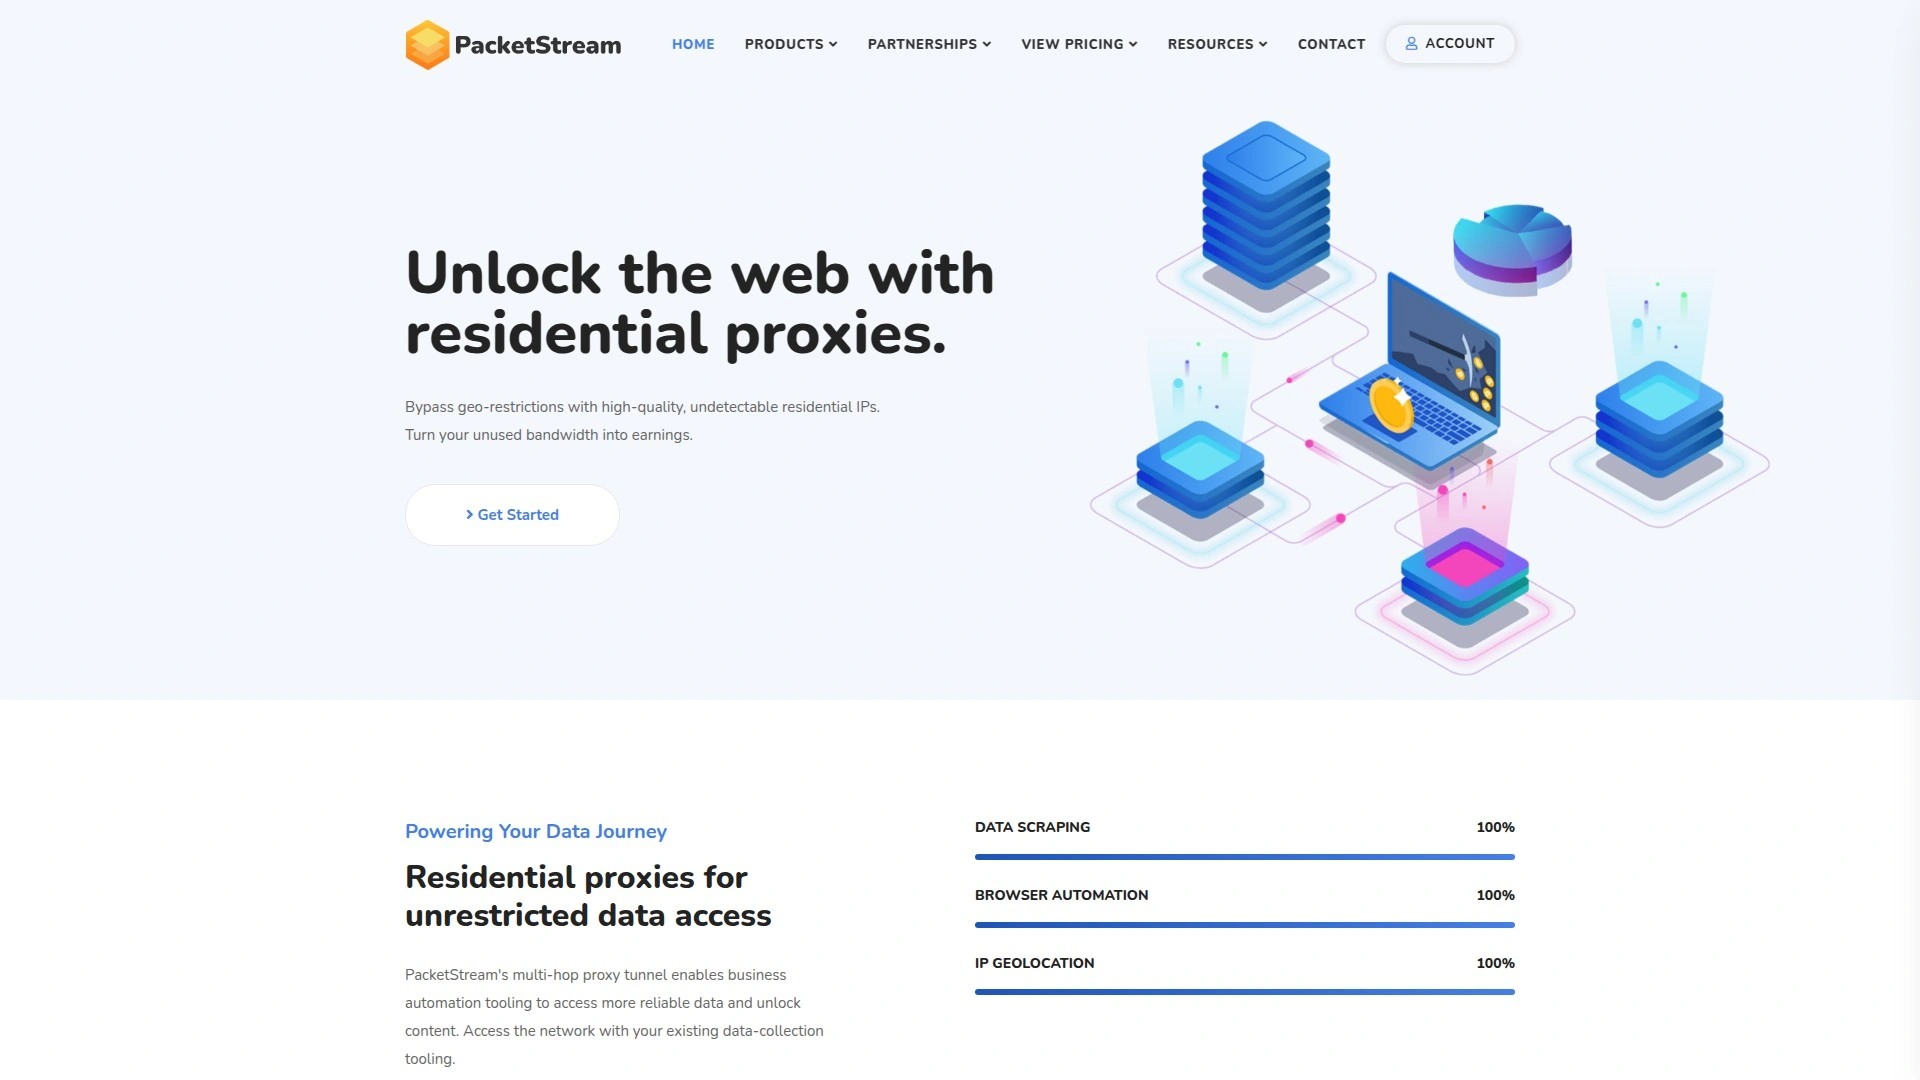 PacketStream
HOME
PRODUCTS
PARTNERSHIPS
VIEW PRICING
RESOURCES
CONTACT
ACCOUNT
Unlock the web with
residential proxies.
Bypass geo-restrictions with high-quality, undetectable residential IPs.
Turn your unused bandwidth into earnings.
Get Started
Powering Your Data Journey
Residential proxies for
unrestricted data access
PacketStream's multi-hop proxy tunnel enables business
automation tooling to access more reliable data and unlock
content. Access the network with your existing data-collection
tooling.
DATA SCRAPING 100%
BROWSER AUTOMATION 100%
IP GEOLOCATION 100%